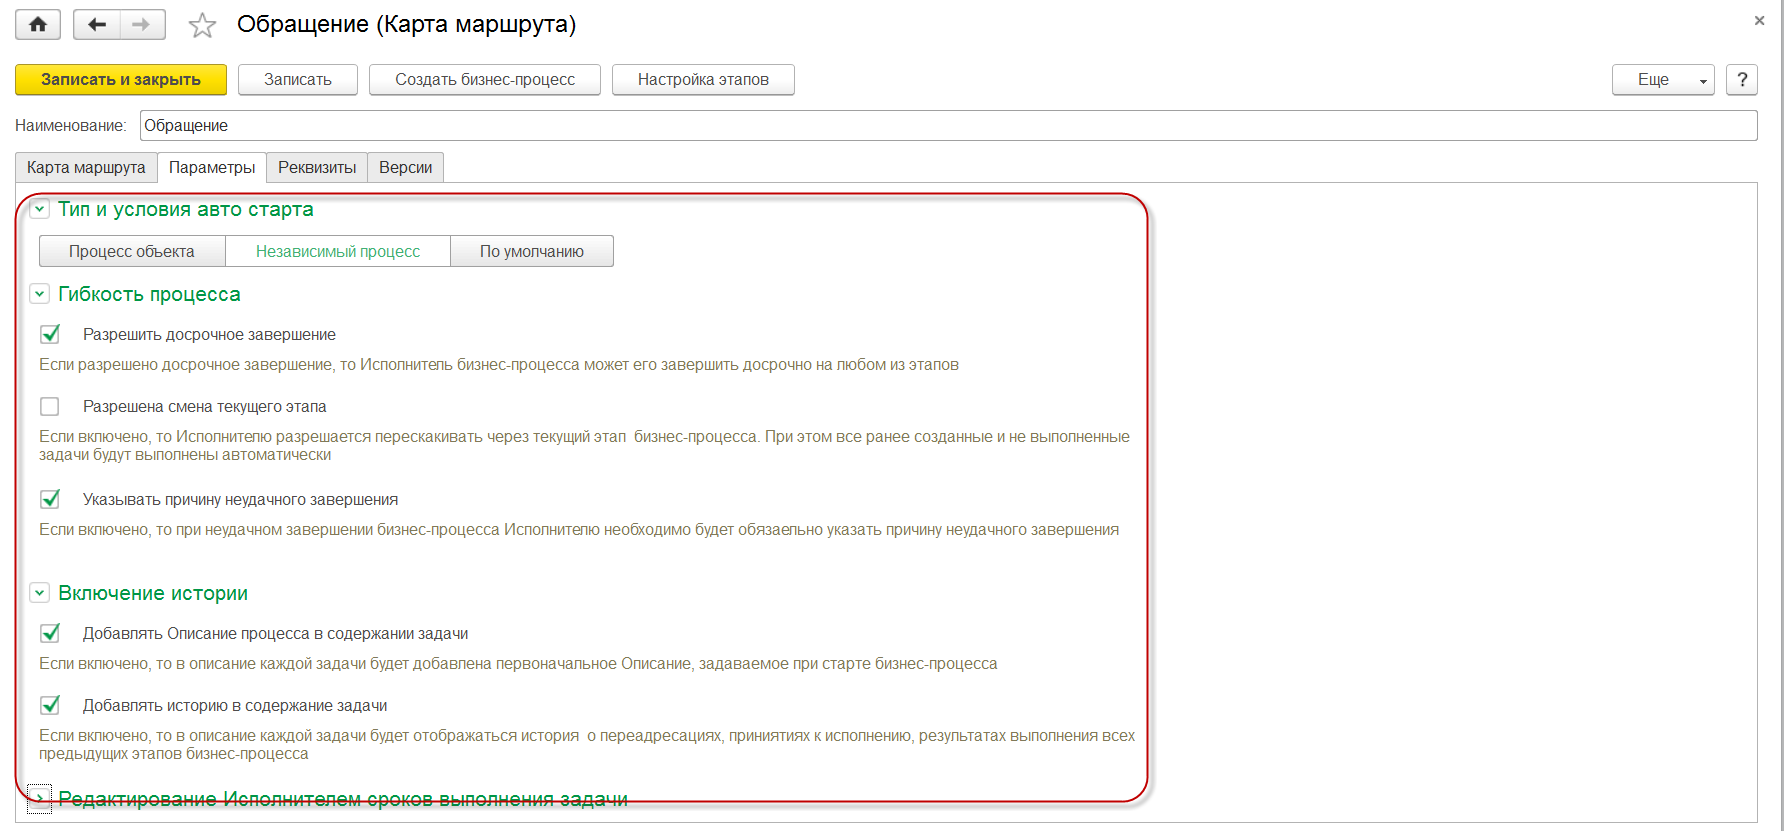 Обращение (Карта маршрута)
Записать и закрыть
Записать
Создать бизнес-процесс
Настройка этапов
Еще
?
Наименование:
Обращение
Карта маршрута
Параметры
Реквизиты
Версии
Тип и условия авто старта
Процесс объекта
Независимый процесс
По умолчанию
Гибкость процесса
Разрешить досрочное завершение
Если разрешено досрочное завершение, то Исполнитель бизнес-процесса может его завершить досрочно на любом из этапов
Разрешена смена текущего этапа
Если включено, то Исполнителю разрешается перескакивать через текущий этап  бизнес-процесса. При этом все ранее созданные и не выполненные
задачи будут выполнены автоматически
Указывать причину неудачного завершения
Если включено, то при неудачном завершении бизнес-процесса Исполнителю необходимо будет обязаельно указать причину неудачного завершения
Включение истории
Добавлять Описание процесса в содержании задачи
Если включено, то в описание каждой задачи будет добавлена первоначальное Описание, задаваемое при старте бизнес-процесса
Добавлять историю в содержание задачи
Если включено, то в описание каждой задачи будет отображаться история  о переадресациях, приниятиях к исполнению, результатах выполнения всех
предыдущих этапов бизнес-процесса
Редактирование Исполнителем сроков выполнения задачи